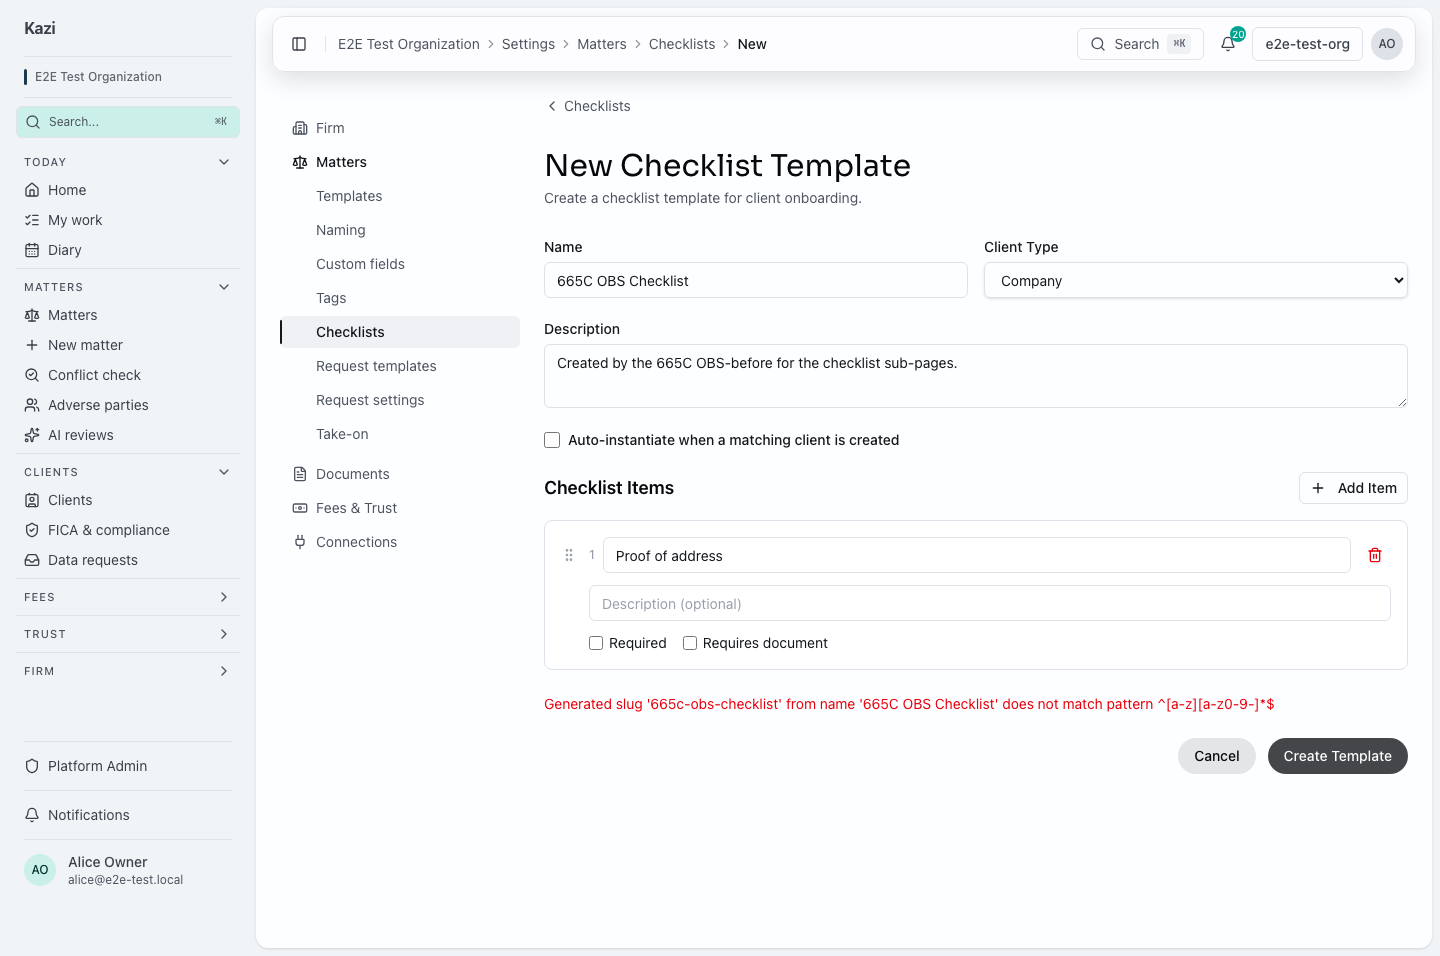 Kazi
E2E Test Organization
Search...
⌘K
TODAY
Home
My work
Diary
MATTERS
Matters
New matter
Conflict check
Adverse parties
AI reviews
CLIENTS
Clients
FICA & compliance
Data requests
FEES
TRUST
FIRM
Platform Admin
Notifications
AO
Alice Owner
alice@e2e-test.local
E2E Test Organization
Settings
Matters
Checklists
New
Search
⌘K
20
e2e-test-org
AO
Firm
Matters
Templates
Naming
Custom fields
Tags
Checklists
Request templates
Request settings
Take-on
Documents
Fees & Trust
Connections
Checklists
New Checklist Template
Create a checklist template for client onboarding.
Name
Client Type
665C OBS Checklist
Company
Description
Created by the 665C OBS-before for the checklist sub-pages.
Auto-instantiate when a matching client is created
Checklist Items
Add Item
1
Proof of address
Description (optional)
Required
Requires document
Generated slug '665c-obs-checklist' from name '665C OBS Checklist' does not match pattern ^[a-z][a-z0-9-]*$
Cancel
Create Template